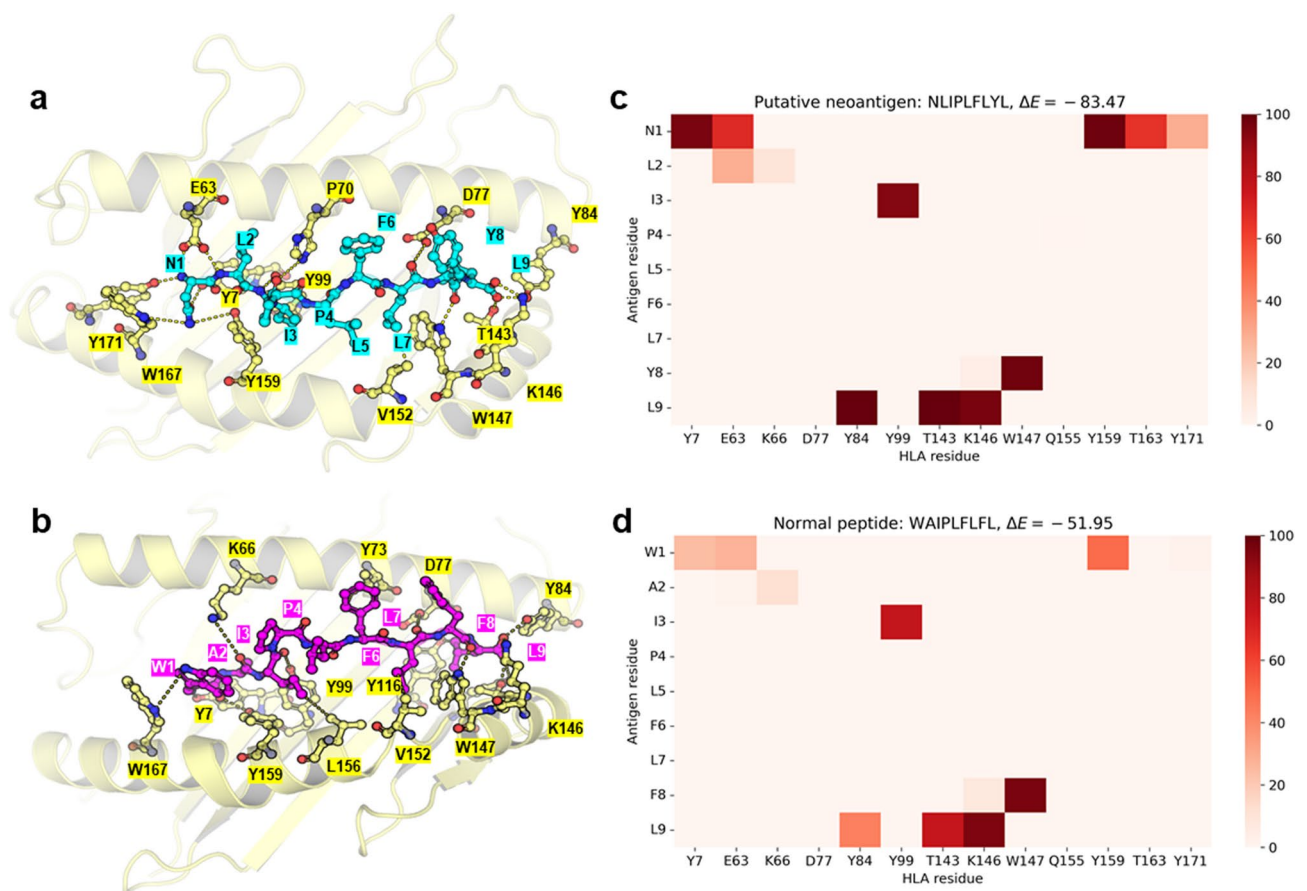 a
E63
P70
D77
Y84
N1
L2
F6
Y8
L9
Y7
Y99
I3
P4
L5
L7
T143
Y171
W167
Y159
V152
W147
K146
c
Putative neoantigen: NLIPLFLYL, ΔE = − 83.47
Antigen residue
N1
L2
I3
P4
L5
F6
L7
Y8
L9
Y7 E63 K66 D77 Y84 Y99 T143 K146 W147 Q155 Y159 T163 Y171
HLA residue
100
80
60
40
20
0
b
K66
Y73
D77
Y84
P4
I3
A2
W1
L7
F8
F6
L9
Y99
Y116
Y7
K146
W167
Y159
L156
V152
W147
d
Normal peptide: WAIPLFLFL, ΔE = − 51.95
Antigen residue
W1
A2
I3
P4
L5
F6
L7
F8
L9
Y7 E63 K66 D77 Y84 Y99 T143 K146 W147 Q155 Y159 T163 Y171
HLA residue
100
80
60
40
20
0